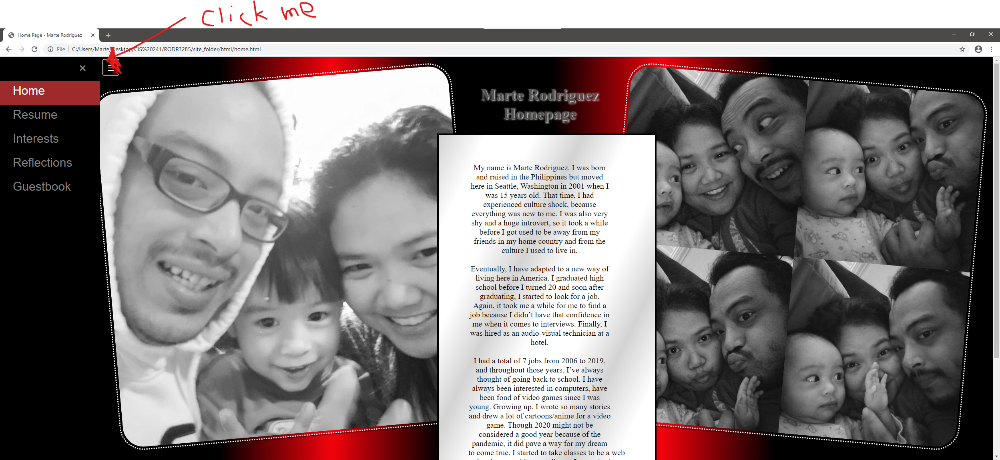 click me
Home Page - Marte Rodriguez
File | C:/Users/Marte/Desktop/CIS%20241/RODR3285/site_folder/html/home.html
Home
Resume
Interests
Reflections
Guestbook
Marte Rodriguez
Homepage
My name is Marte Rodriguez. I was born
and raised in the Philippines but moved
here in Seattle, Washington in 2001 when I
was 15 years old. That time, I had
experienced culture shock, because
everything was new to me. I was also very
shy and a huge introvert, so it took a while
before I got used to be away from my
friends in my home country and from the
culture I used to live in.
Eventually, I have adapted to a new way of
living here in America. I graduated high
school before I turned 20 and soon after
graduating, I started to look for a job.
Again, it took me a while for me to find a
job because I didn’t have that confidence in
me when it comes to interviews. Finally, I
was hired as an audio-visual technician at a
hotel.
I had a total of 7 jobs from 2006 to 2019,
and throughout those years, I’ve always
thought of going back to school. I have
always been interested in computers, have
been fond of video games since I was
young. Growing up, I wrote so many stories
and drew a lot of cartoons/anime for a video
game. Though 2020 might not be
considered a good year because of the
pandemic, it did pave a way for my dream
to come true. I started to take classes to be a web